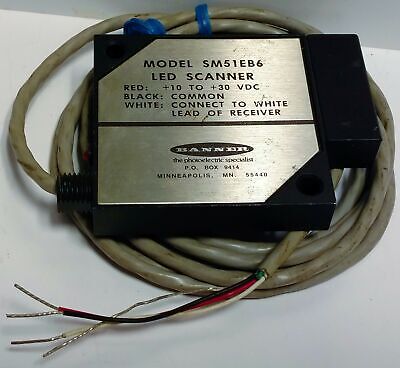 MODEL SM51EB6
LED SCANNER
RED: +10 TO +30 VDC
BLACK: COMMON
WHITE: CONNECT TO WHITE
LEAD OF RECEIVER
BANNER
the photoelectric specialist
P.O. BOX 9414
MINNEAPOLIS, MN. 55440